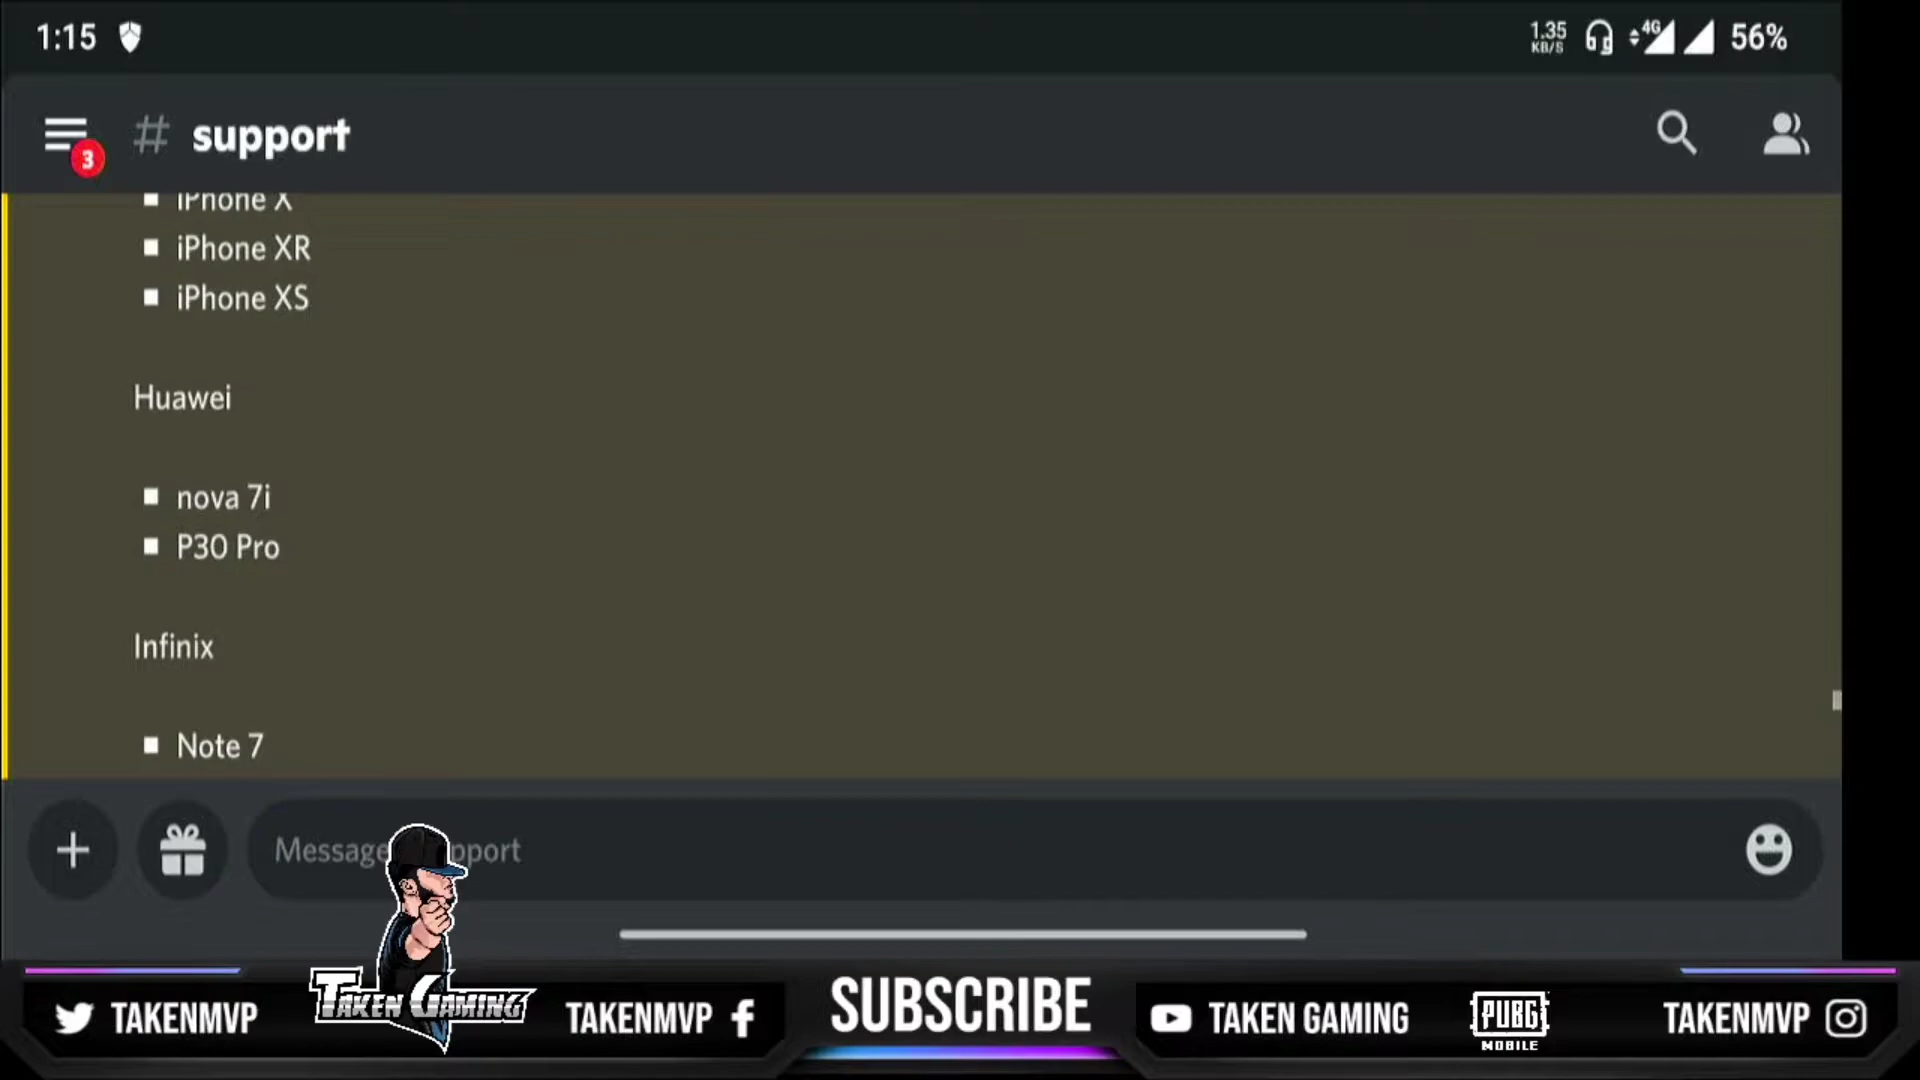 1:15
1.35
KB/S
4G
56%
3
# support
iPhone X
iPhone XR
iPhone XS
Huawei
nova 7i
P30 Pro
Infinix
Note 7
Message pport
TAKENMVP
TAKEN GAMING
TAKENMVP
SUBSCRIBE
TAKEN GAMING
PUBG
MOBILE
TAKENMVP